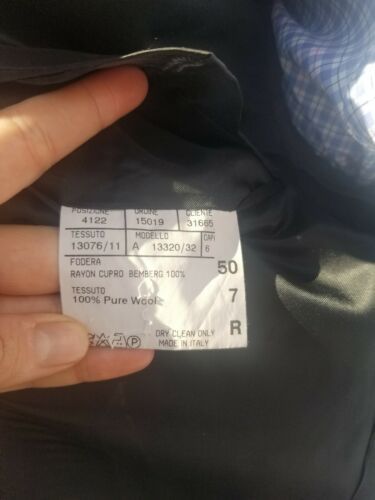 POSIZIONE ORDINE CLIENTE
4122 15019 31665
TESSUTO MODELLO CAPI
13076/11 A 13320/32 6
FODERA
RAYON CUPRO BEMBERG 100% 50
TESSUTO 7
100% Pure Wool
DRY CLEAN ONLY R
MADE IN ITALY
P